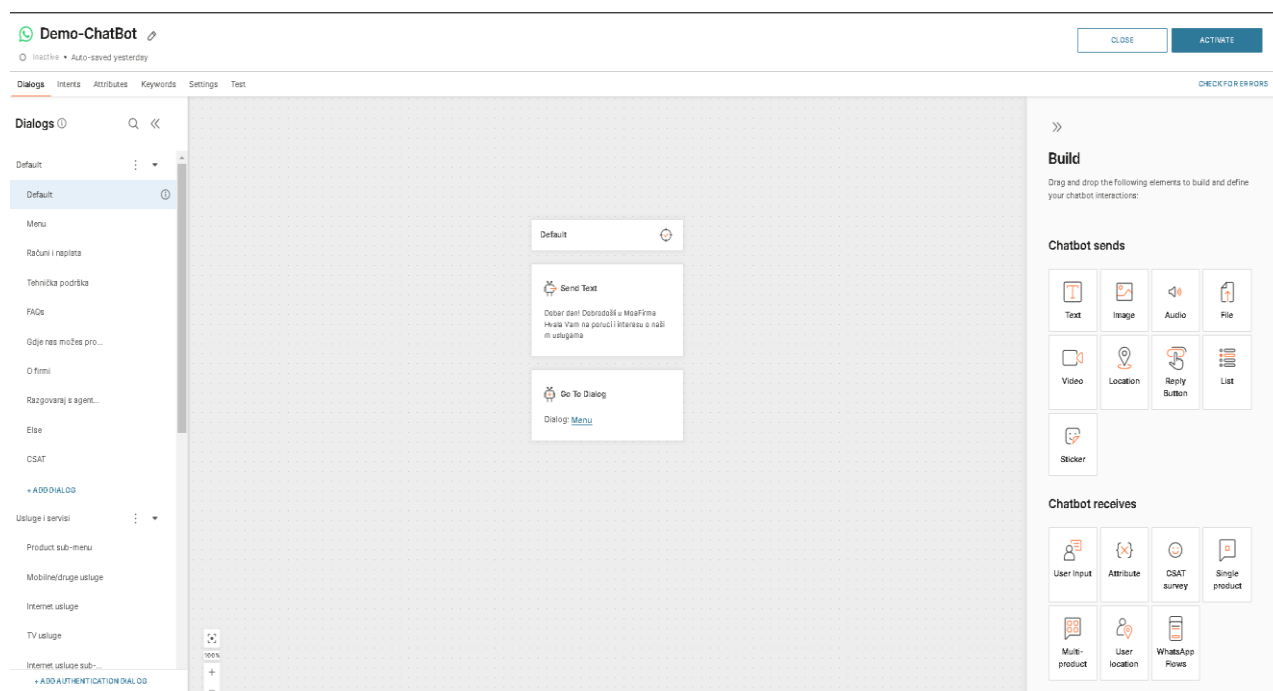 Demo-ChatBot
Inactive • Auto-saved yesterday
CLOSE
ACTIVATE
Dialogs Intents Attributes Keywords Settings Test
CHECK FOR ERRORS
Dialogs
Default
Default
Menu
Računi i naplata
Tehnička podrška
FAQs
Gdje nas možes pro...
O firmi
Razgovaraj s agent...
Else
CSAT
+ ADD DIALOG
Usluge i servisi
Product sub-menu
Mobilne/druge usluge
Internet usluge
TV usluge
Internet usluge sub-...
+ ADD AUTHENTICATION DIALOG
Default
Send Text
Dobar dan! Dobrodošli u MoaFirma
Hvala Vam na poruci i interesu o naši
m uslugama
Go To Dialog
Dialog: Menu
100%
Build
Drag and drop the following elements to build and define
your chatbot interactions:
Chatbot sends
Text
Image
Audio
File
Video
Location
Reply
Button
List
Sticker
Chatbot receives
User Input
Attribute
CSAT
survey
Single
product
Multi-
product
User
location
WhatsApp
Flows